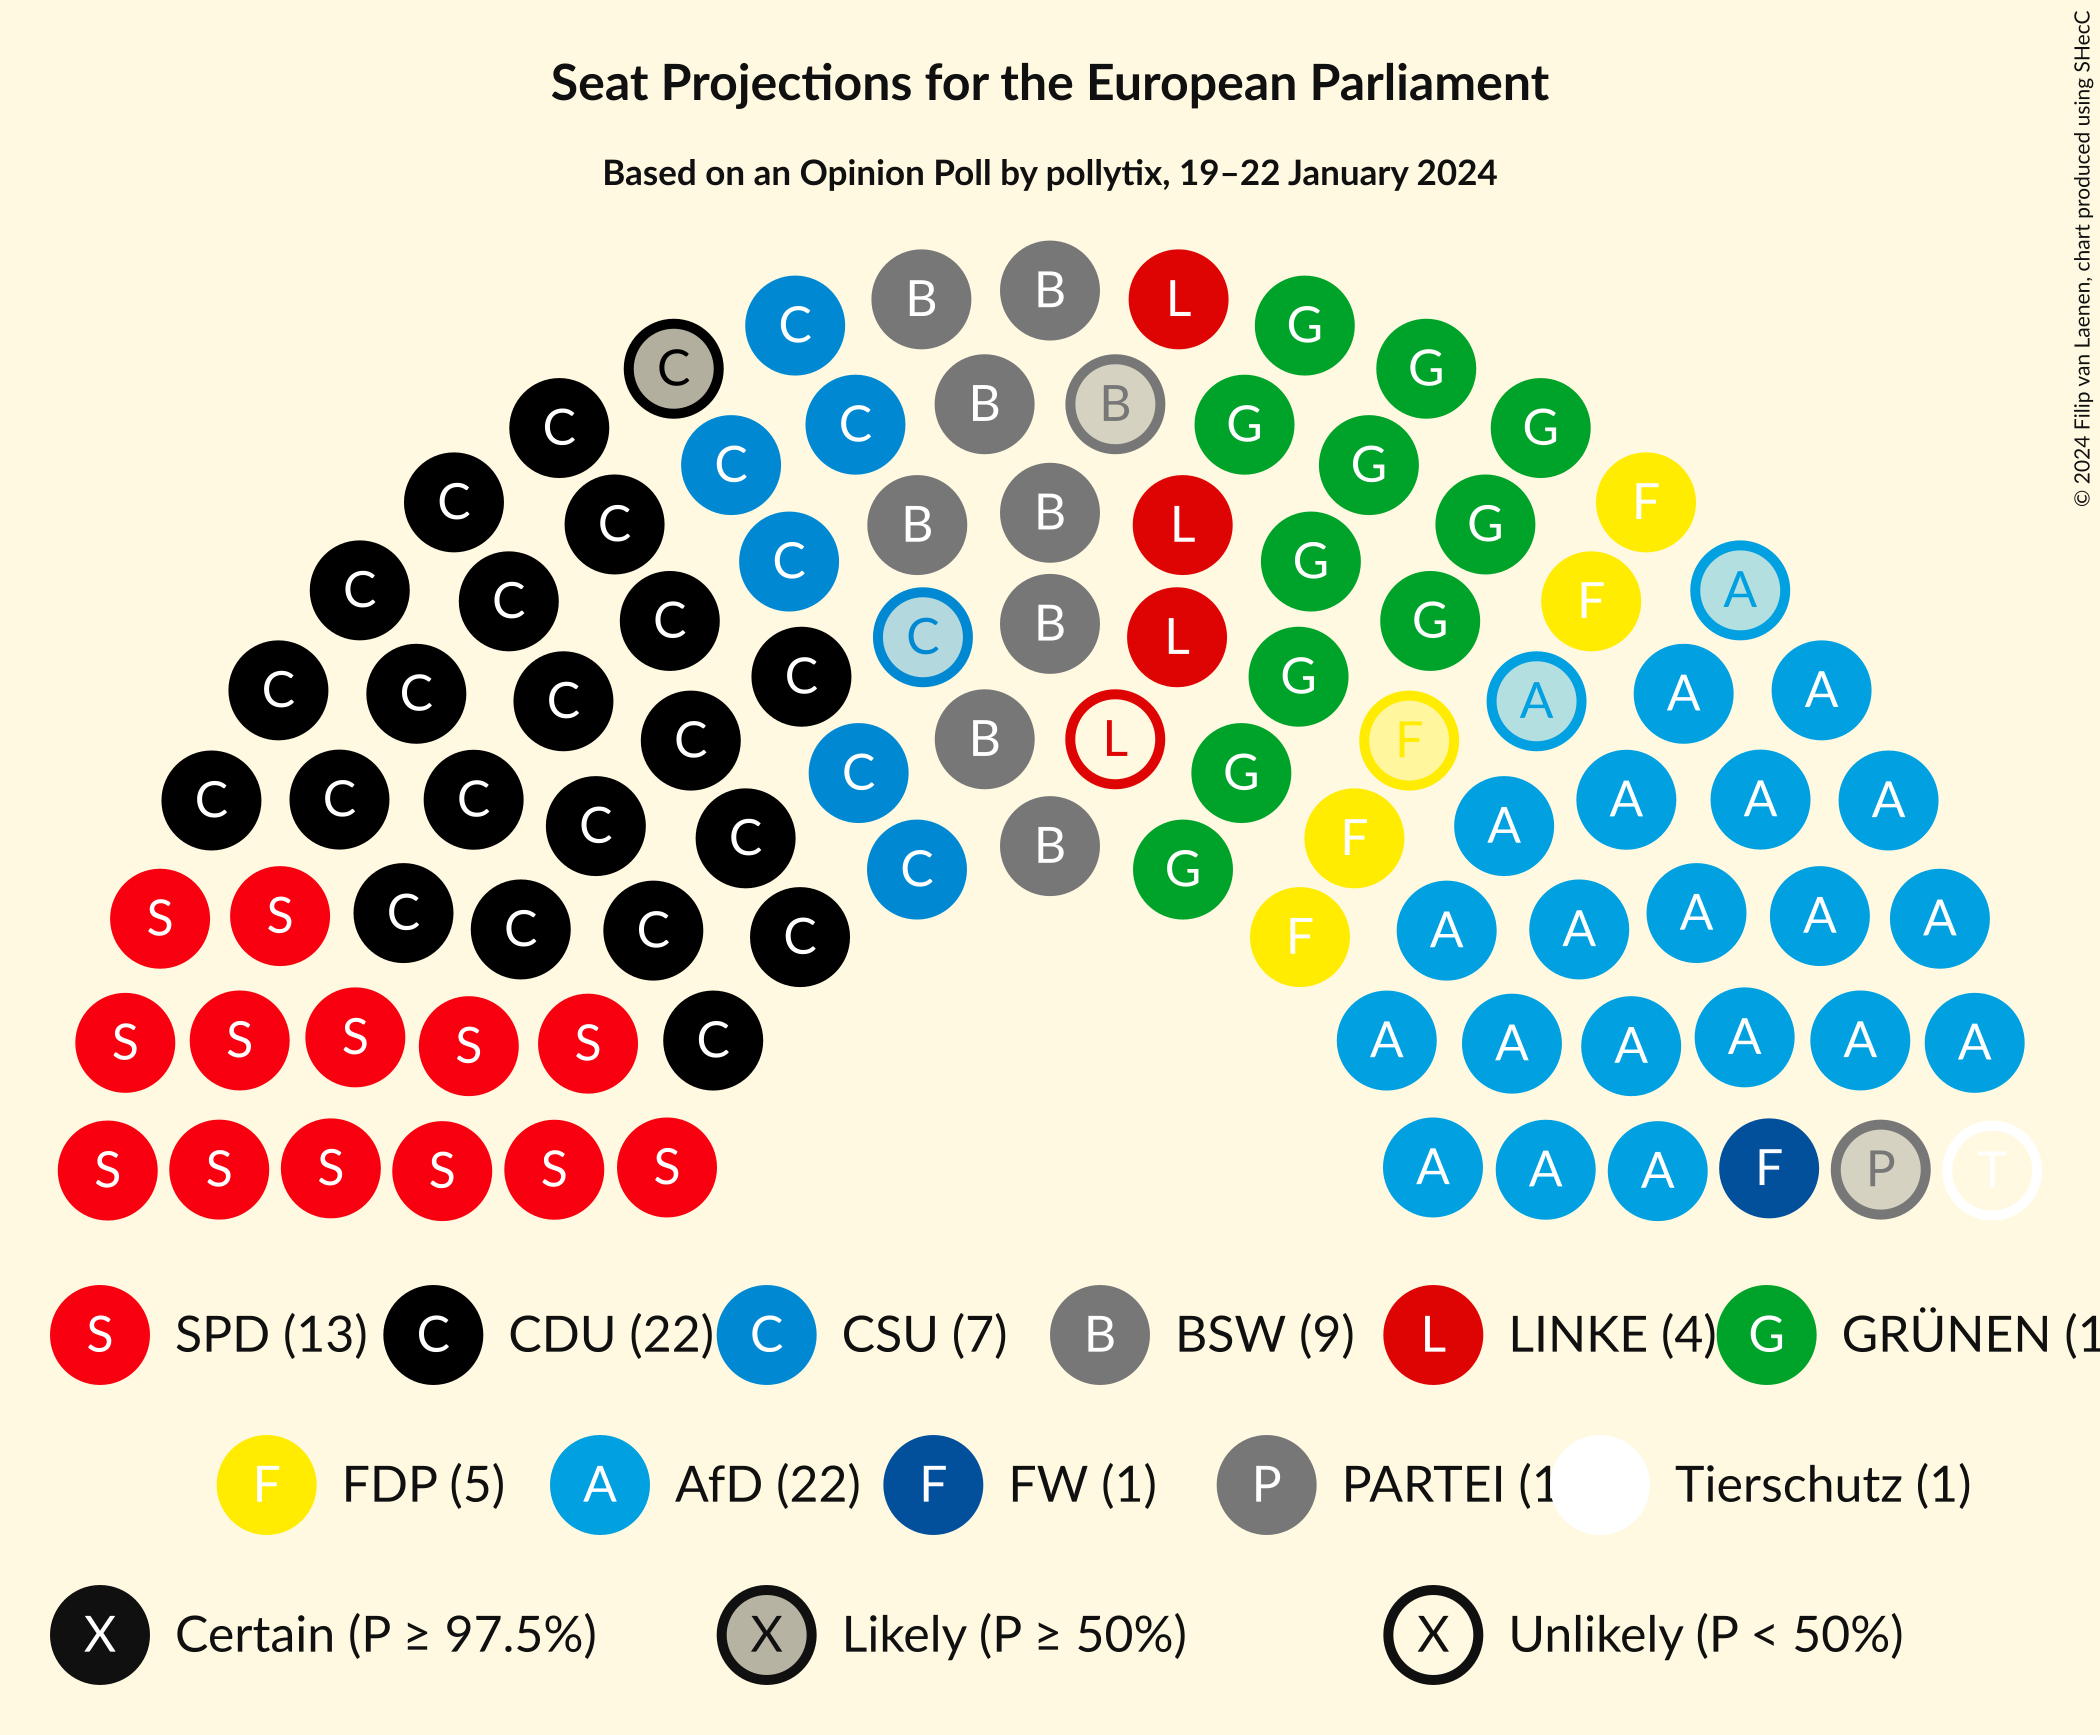 Seat Projections for the European Parliament
Based on an Opinion Poll by pollytix, 19–22 January 2024
© 2024 Filip van Laenen, chart produced using SHecC
B
C B L
C G
C B B G
C C G
C C B G
C C F
C B B L G
C C G F
C C A
C C B L G
C C C G
C C A A A
C B L F
C C C C G A A A
C C F A
C C G
S S C C C B A A A
C C F A A
S S S S S C A A A A A A
S S S S S S A A A F P T
S SPD (13) C CDU (22) C CSU (7) B BSW (9) L LINKE (4) G GRÜNEN (1
F FDP (5) A AfD (22) F FW (1) P PARTEI (1 Tierschutz (1)
X Certain (P ≥ 97.5%) X Likely (P ≥ 50%) X Unlikely (P < 50%)